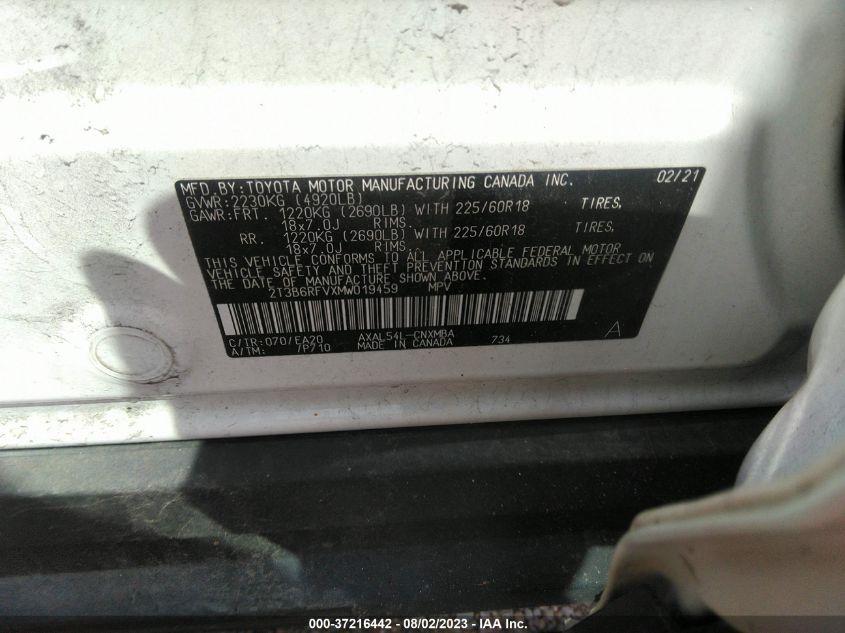 MFD. BY: TOYOTA MOTOR MANUFACTURING CANADA INC. 02/21
GVWR: 2230KG (4920LB)
GAWR: FRT. 1220KG (2690LB) WITH 225/60R18 TIRES,
18x7.0J RIMS.
RR. 1220KG (2690LB) WITH 225/60R18 TIRES,
18x7.0J RIMS.
THIS VEHICLE CONFORMS TO ALL APPLICABLE FEDERAL MOTOR
VEHICLE SAFETY AND THEFT PREVENTION STANDARDS IN EFFECT ON
THE DATE OF MANUFACTURE SHOWN ABOVE.
2T3B6RFVXMW019459 MPV
C/TR: 070/EA20 AXAL54L-CNXMBA A
A/TM: /P710 MADE IN CANADA 734
000-37216442 - 08/02/2023 - IAA Inc.